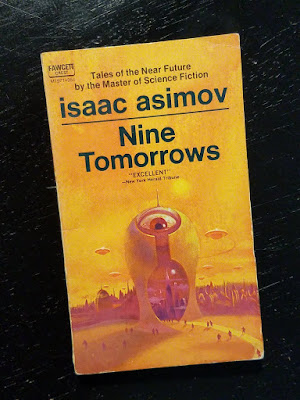 FAWCETT
CREST
Tales of the Near Future
by the Master of Science Fiction
isaac asimov
Nine
Tomorrows
"EXCELLENT"
—New York Herald Tribune